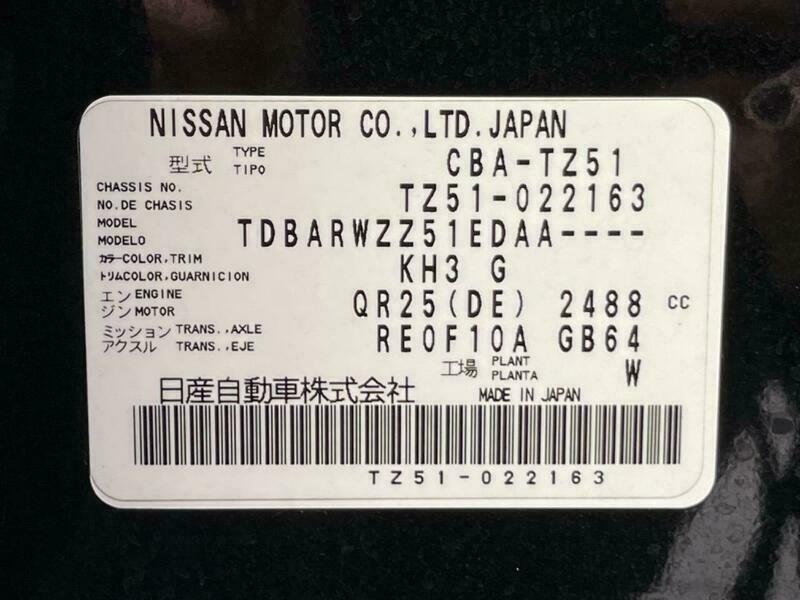 NISSAN MOTOR CO.,LTD.JAPAN
型式 TYPE TIPO CBA-TZ51
CHASSIS NO. NO.DE CHASIS TZ51-022163
MODEL MODELO TDBARWZZ51EDAA----
カラーCOLOR,TRIM トリムCOLOR,GUARNICION KH3 G
エンジン ENGINE MOTOR QR25(DE) 2488 CC
ミッション TRANS.,AXLE アクスル TRANS.,EJE RE0F10A GB64
工場 PLANT PLANTA W
日産自動車株式会社 MADE IN JAPAN
TZ51-022163